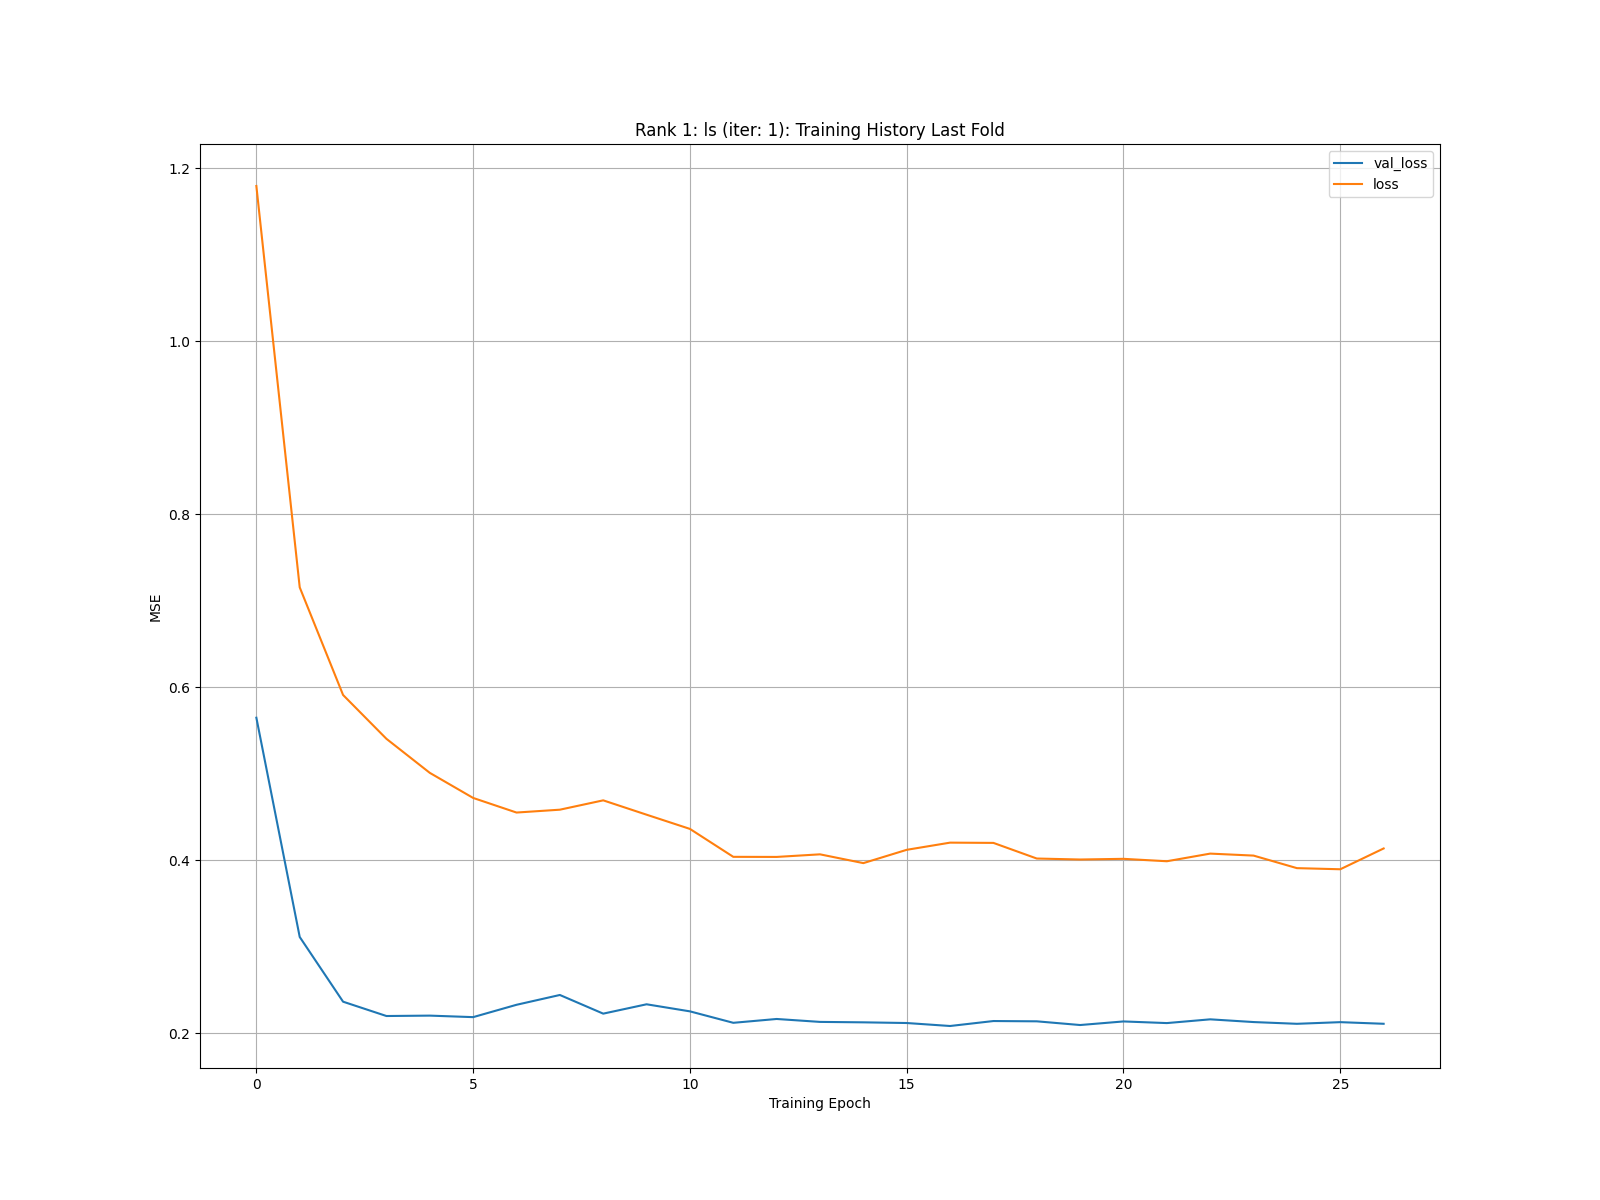 Rank 1: ls (iter: 1): Training History Last Fold
val_loss
loss
1.2
1.0
0.8
0.6
0.4
0.2
MSE
0 5 10 15 20 25
Training Epoch